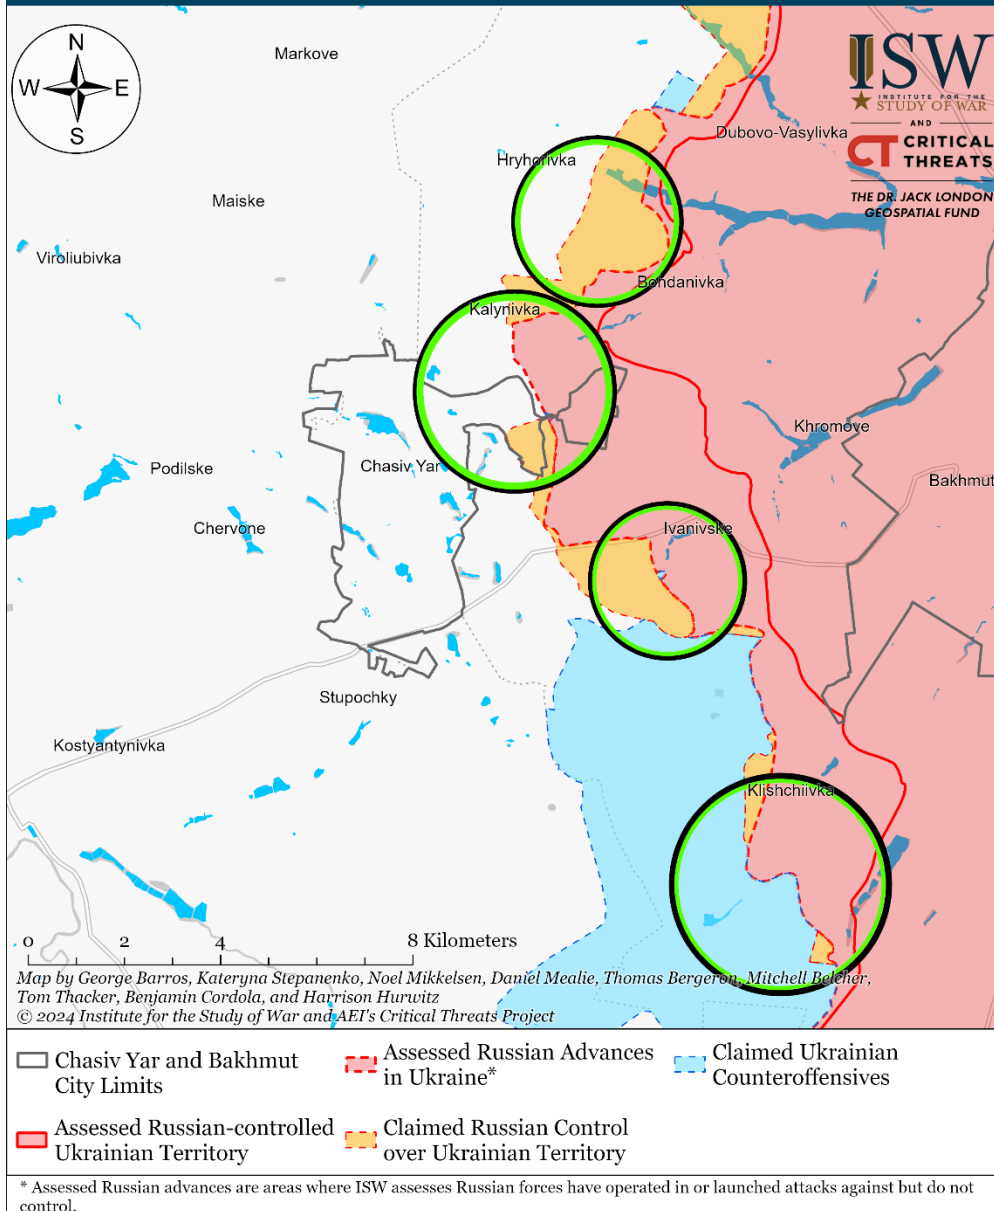 N
W
E
S
Markove
ISW
INSTITUTE FOR THE
STUDY OF WAR
AND
CT CRITICAL
THREATS
THE DR. JACK LONDON
GEOSPATIAL FUND
Dubovo-Vasylivka
Hryhorivka
Maiske
Viroliubivka
Bondanivka
Kalynivka
Khromove
Podilske
Chasiv Yar
Bakhmut
Chervone
Ivanivske
Stupochky
Kostyantynivka
Klishchiivka
0 2 4 8 Kilometers
Map by George Barros, Kateryna Stepanenko, Noel Mikkelsen, Daniel Mealie, Thomas Bergeron, Mitchell Belcher,
Tom Thacker, Benjamin Cordola, and Harrison Hurwitz
© 2024 Institute for the Study of War and AEI's Critical Threats Project
Chasiv Yar and Bakhmut
City Limits
Assessed Russian Advances
in Ukraine*
Claimed Ukrainian
Counteroffensives
Assessed Russian-controlled
Ukrainian Territory
Claimed Russian Control
over Ukrainian Territory
* Assessed Russian advances are areas where ISW assesses Russian forces have operated in or launched attacks against but do not
control.